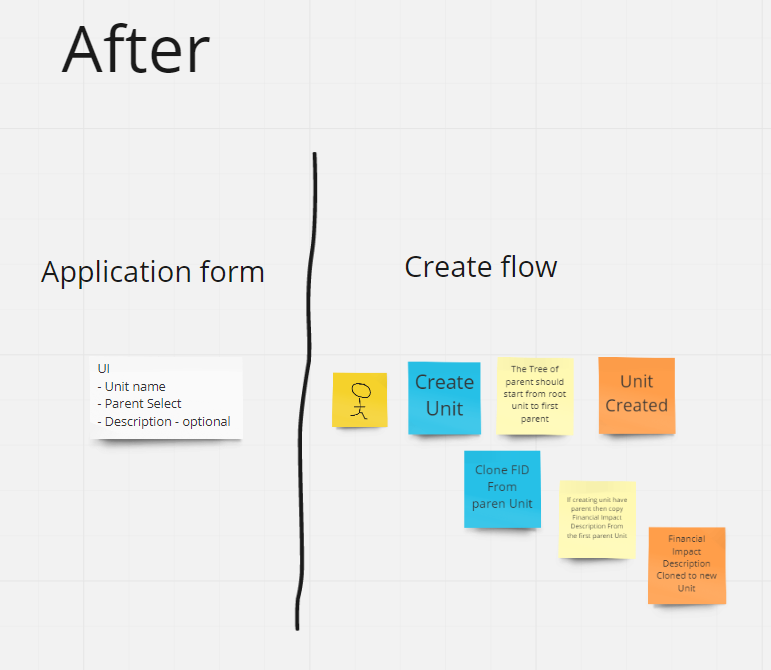 After
Application form
Create flow
UI
- Unit name
- Parent Select
- Description - optional
Create
Unit
The Tree of
parent should
start from root
unit to first
parent
Unit
Created
Clone FID
From
paren Unit
If creating unit have
parent then copy
Financial Impact
Description From
the first parent Unit
Financial
Impact
Description
Cloned to new
Unit